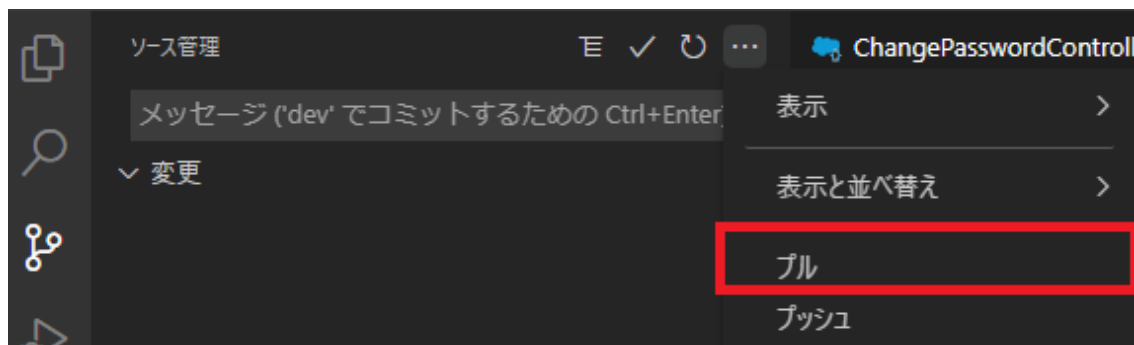 ソース管理
ChangePasswordControll
メッセージ ('dev' でコミットするための Ctrl+Enter)
表示
変更
表示と並べ替え
プル
プッシュ